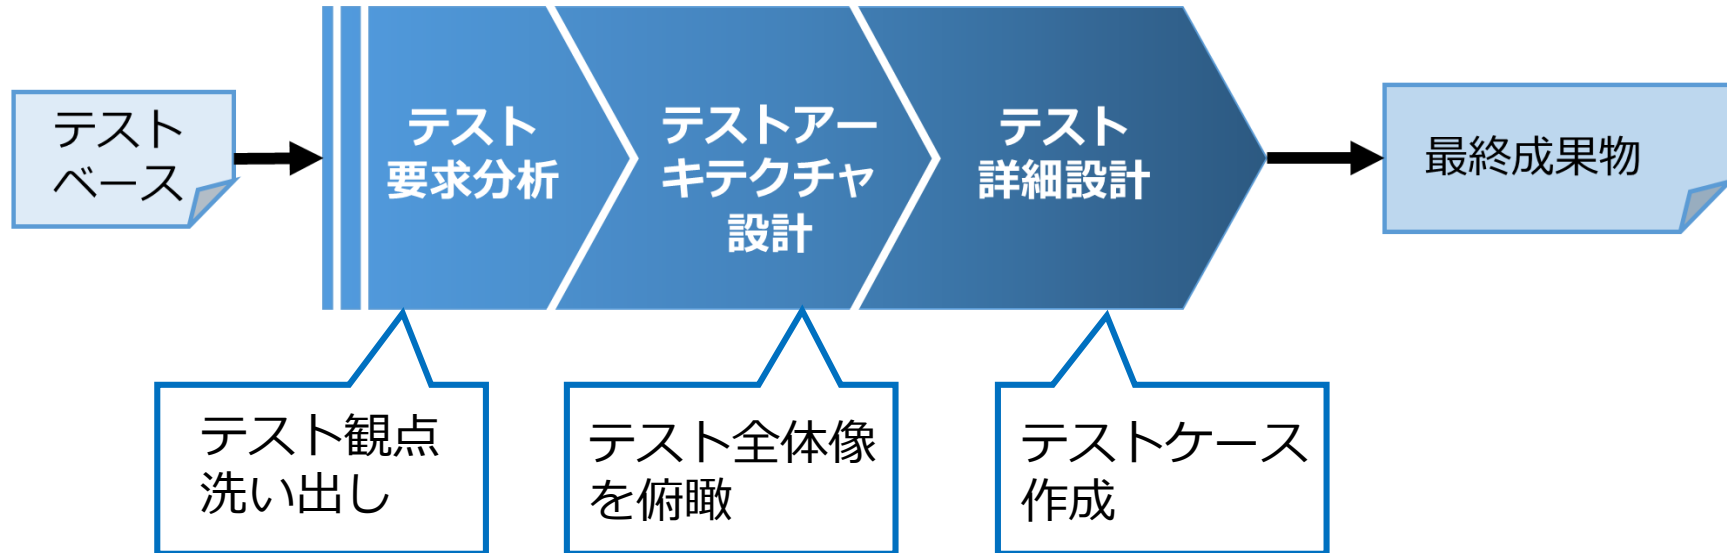 テスト
ベース
テスト
要求分析
テストアー
キテクチャ
設計
テスト
詳細設計
最終成果物
テスト観点
洗い出し
テスト全体像
を俯瞰
テストケース
作成